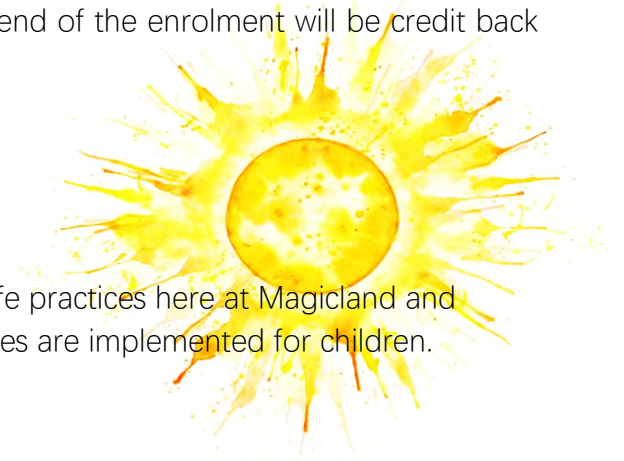 end of the enrolment will be credit back
fe practices here at Magicland and
es are implemented for children.